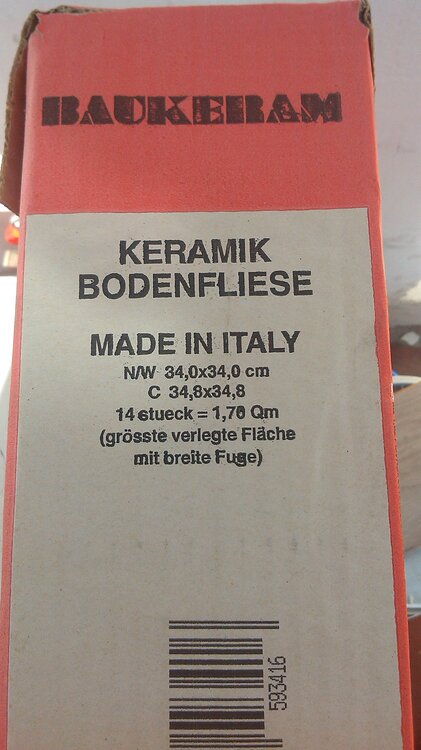 BAUKERAM
KERAMIK
BODENFLIESE
MADE IN ITALY
N/W 34,0x34,0 cm
C 34,8x34,8
14 stueck = 1,70 Qm
(grösste verlegte Fläche
mit breite Fuge)
593416